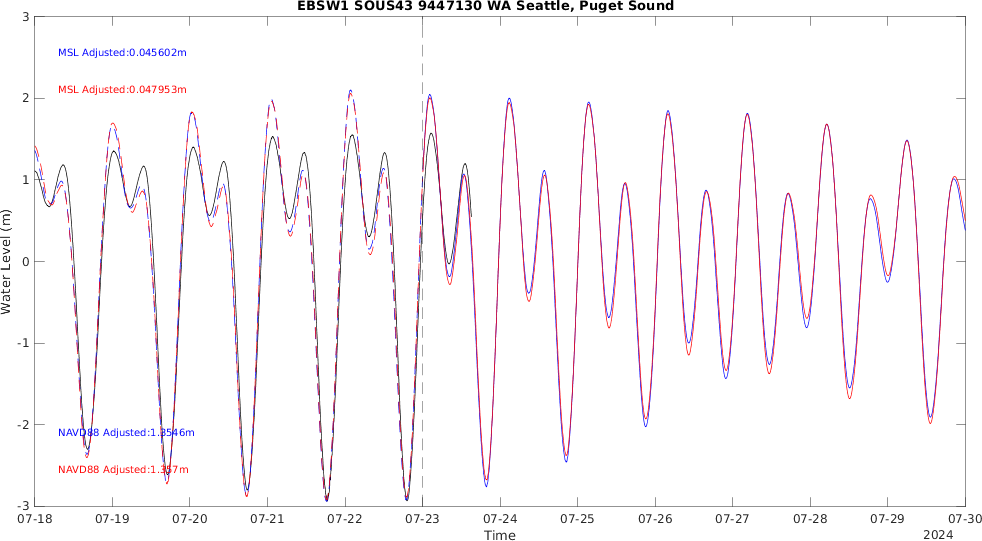 EBSW1 SOUS43 9447130 WA Seattle, Puget Sound
3
MSL Adjusted:0.045602m
MSL Adjusted:0.047953m
2
1
Water Level (m)
0
-1
-2
NAVD88 Adjusted:1.3546m
NAVD88 Adjusted:1.357m
-3
07-18 07-19 07-20 07-21 07-22 07-23 07-24 07-25 07-26 07-27 07-28 07-29 07-30
Time
2024